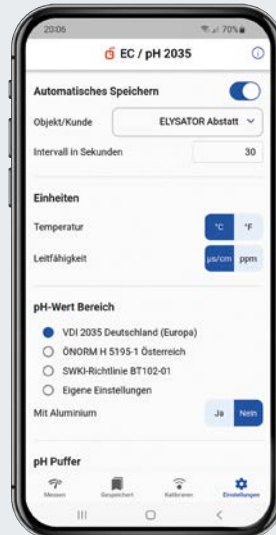 20:06 70%
EC / pH 2035
Automatisches Speichern
Objekt/Kunde ELYSATOR Abstatt
Intervall in Sekunden 30
Einheiten
Temperatur °C °F
Leitfähigkeit µs/cm ppm
pH-Wert Bereich
VDI 2035 Deutschland (Europa)
ÖNORM H 5195-1 Österreich
SWKI-Richtlinie BT102-01
Eigene Einstellungen
Mit Aluminium Ja Nein
pH Puffer
Messen Gespeichert Kalibrieren Einstellungen